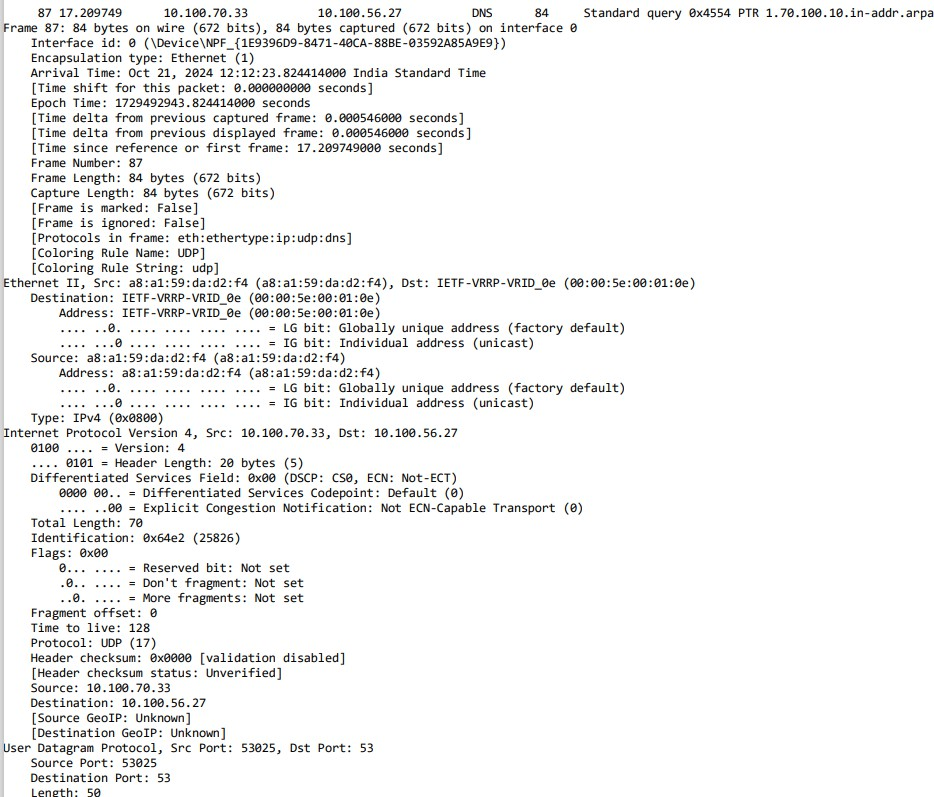 87 17.209749 10.100.70.33 10.100.56.27 DNS 84 Standard query 0x4554 PTR 1.70.100.10.in-addr.arpa
Frame 87: 84 bytes on wire (672 bits), 84 bytes captured (672 bits) on interface 0
Interface id: 0 (\Device\NPF_{1E9396D9-8471-40CA-88BE-03592A85A9E9})
Encapsulation type: Ethernet (1)
Arrival Time: Oct 21, 2024 12:12:23.824414000 India Standard Time
[Time shift for this packet: 0.000000000 seconds]
Epoch Time: 1729492943.824414000 seconds
[Time delta from previous captured frame: 0.000546000 seconds]
[Time delta from previous displayed frame: 0.000546000 seconds]
[Time since reference or first frame: 17.209749000 seconds]
Frame Number: 87
Frame Length: 84 bytes (672 bits)
Capture Length: 84 bytes (672 bits)
[Frame is marked: False]
[Frame is ignored: False]
[Protocols in frame: eth:ethertype:ip:udp:dns]
[Coloring Rule Name: UDP]
[Coloring Rule String: udp]
Ethernet II, Src: a8:a1:59:da:d2:f4 (a8:a1:59:da:d2:f4), Dst: IETF-VRRP-VRID_0e (00:00:5e:00:01:0e)
Destination: IETF-VRRP-VRID_0e (00:00:5e:00:01:0e)
Address: IETF-VRRP-VRID_0e (00:00:5e:00:01:0e)
.... ..0. .... .... .... .... = LG bit: Globally unique address (factory default)
.... ...0 .... .... .... .... = IG bit: Individual address (unicast)
Source: a8:a1:59:da:d2:f4 (a8:a1:59:da:d2:f4)
Address: a8:a1:59:da:d2:f4 (a8:a1:59:da:d2:f4)
.... ..0. .... .... .... .... = LG bit: Globally unique address (factory default)
.... ...0 .... .... .... .... = IG bit: Individual address (unicast)
Type: IPv4 (0x0800)
Internet Protocol Version 4, Src: 10.100.70.33, Dst: 10.100.56.27
0100 .... = Version: 4
.... 0101 = Header Length: 20 bytes (5)
Differentiated Services Field: 0x00 (DSCP: CS0, ECN: Not-ECT)
0000 00.. = Differentiated Services Codepoint: Default (0)
.... ..00 = Explicit Congestion Notification: Not ECN-Capable Transport (0)
Total Length: 70
Identification: 0x64e2 (25826)
Flags: 0x00
0... .... = Reserved bit: Not set
.0.. .... = Don't fragment: Not set
..0. .... = More fragments: Not set
Fragment offset: 0
Time to live: 128
Protocol: UDP (17)
Header checksum: 0x0000 [validation disabled]
[Header checksum status: Unverified]
Source: 10.100.70.33
Destination: 10.100.56.27
[Source GeoIP: Unknown]
[Destination GeoIP: Unknown]
User Datagram Protocol, Src Port: 53025, Dst Port: 53
Source Port: 53025
Destination Port: 53
Length: 50